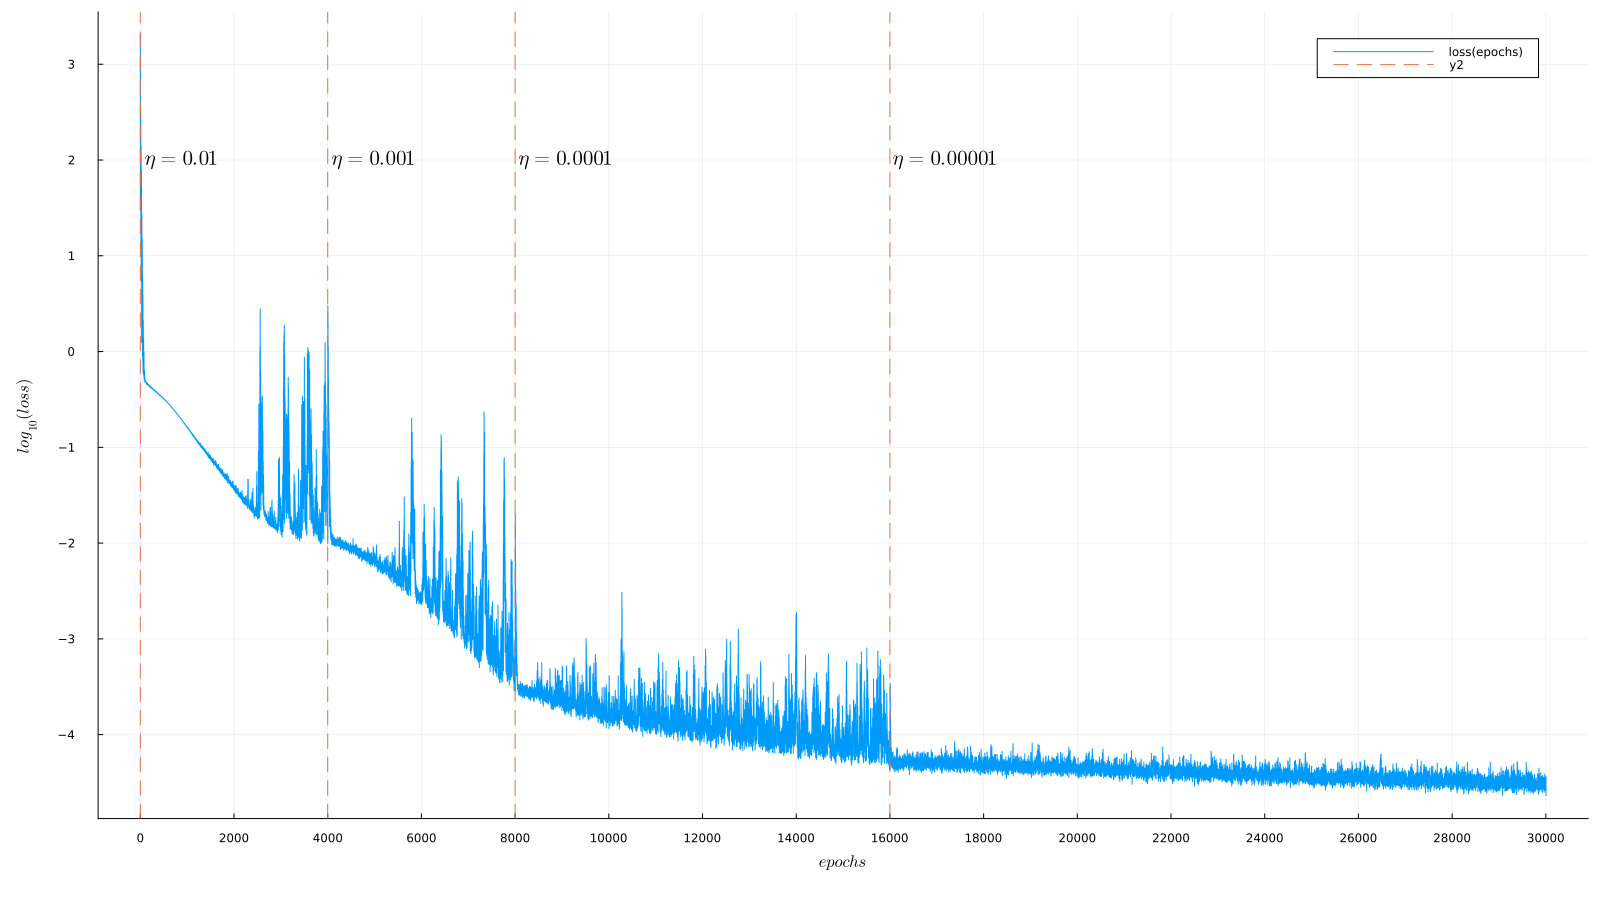 loss(epochs)
y2
3
2
1
0
−1
−2
−3
−4
η = 0.01
η = 0.001
η = 0.0001
η = 0.00001
log₁₀(loss)
0 2000 4000 6000 8000 10000 12000 14000 16000 18000 20000 22000 24000 26000 28000 30000
epochs